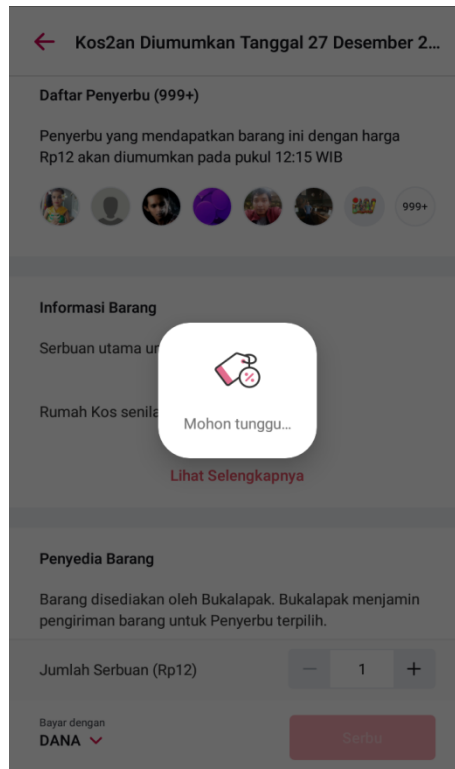 Kos2an Diumumkan Tanggal 27 Desember 2...
Daftar Penyerbu (999+)
Penyerbu yang mendapatkan barang ini dengan harga
Rp12 akan diumumkan pada pukul 12:15 WIB
999+
Informasi Barang
Serbuan utama un
Rumah Kos senila
Mohon tunggu...
Lihat Selengkapnya
Penyedia Barang
Barang disediakan oleh Bukalapak. Bukalapak menjamin
pengiriman barang untuk Penyerbu terpilih.
Jumlah Serbuan (Rp12)
1
Bayar dengan
DANA
Serbu